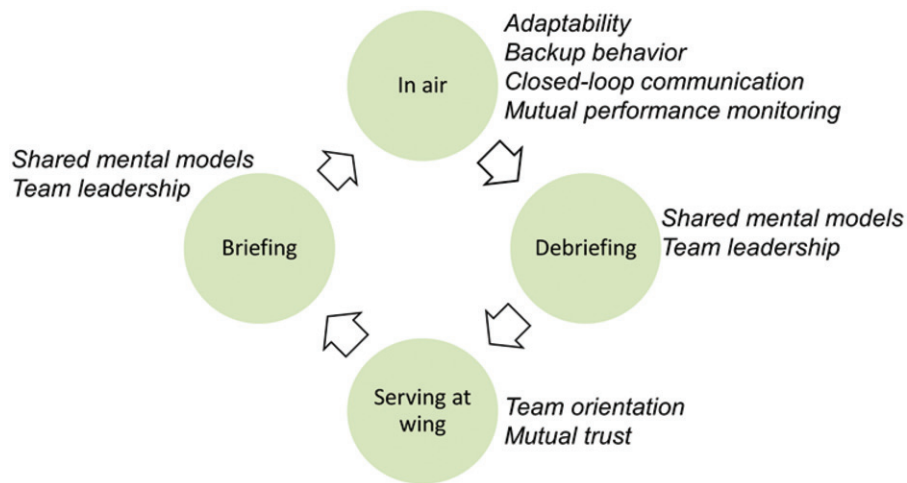 Adaptability
Backup behavior
Closed-loop communication
Mutual performance monitoring
In air
Shared mental models
Team leadership
Briefing
Debriefing
Shared mental models
Team leadership
Serving at
wing
Team orientation
Mutual trust